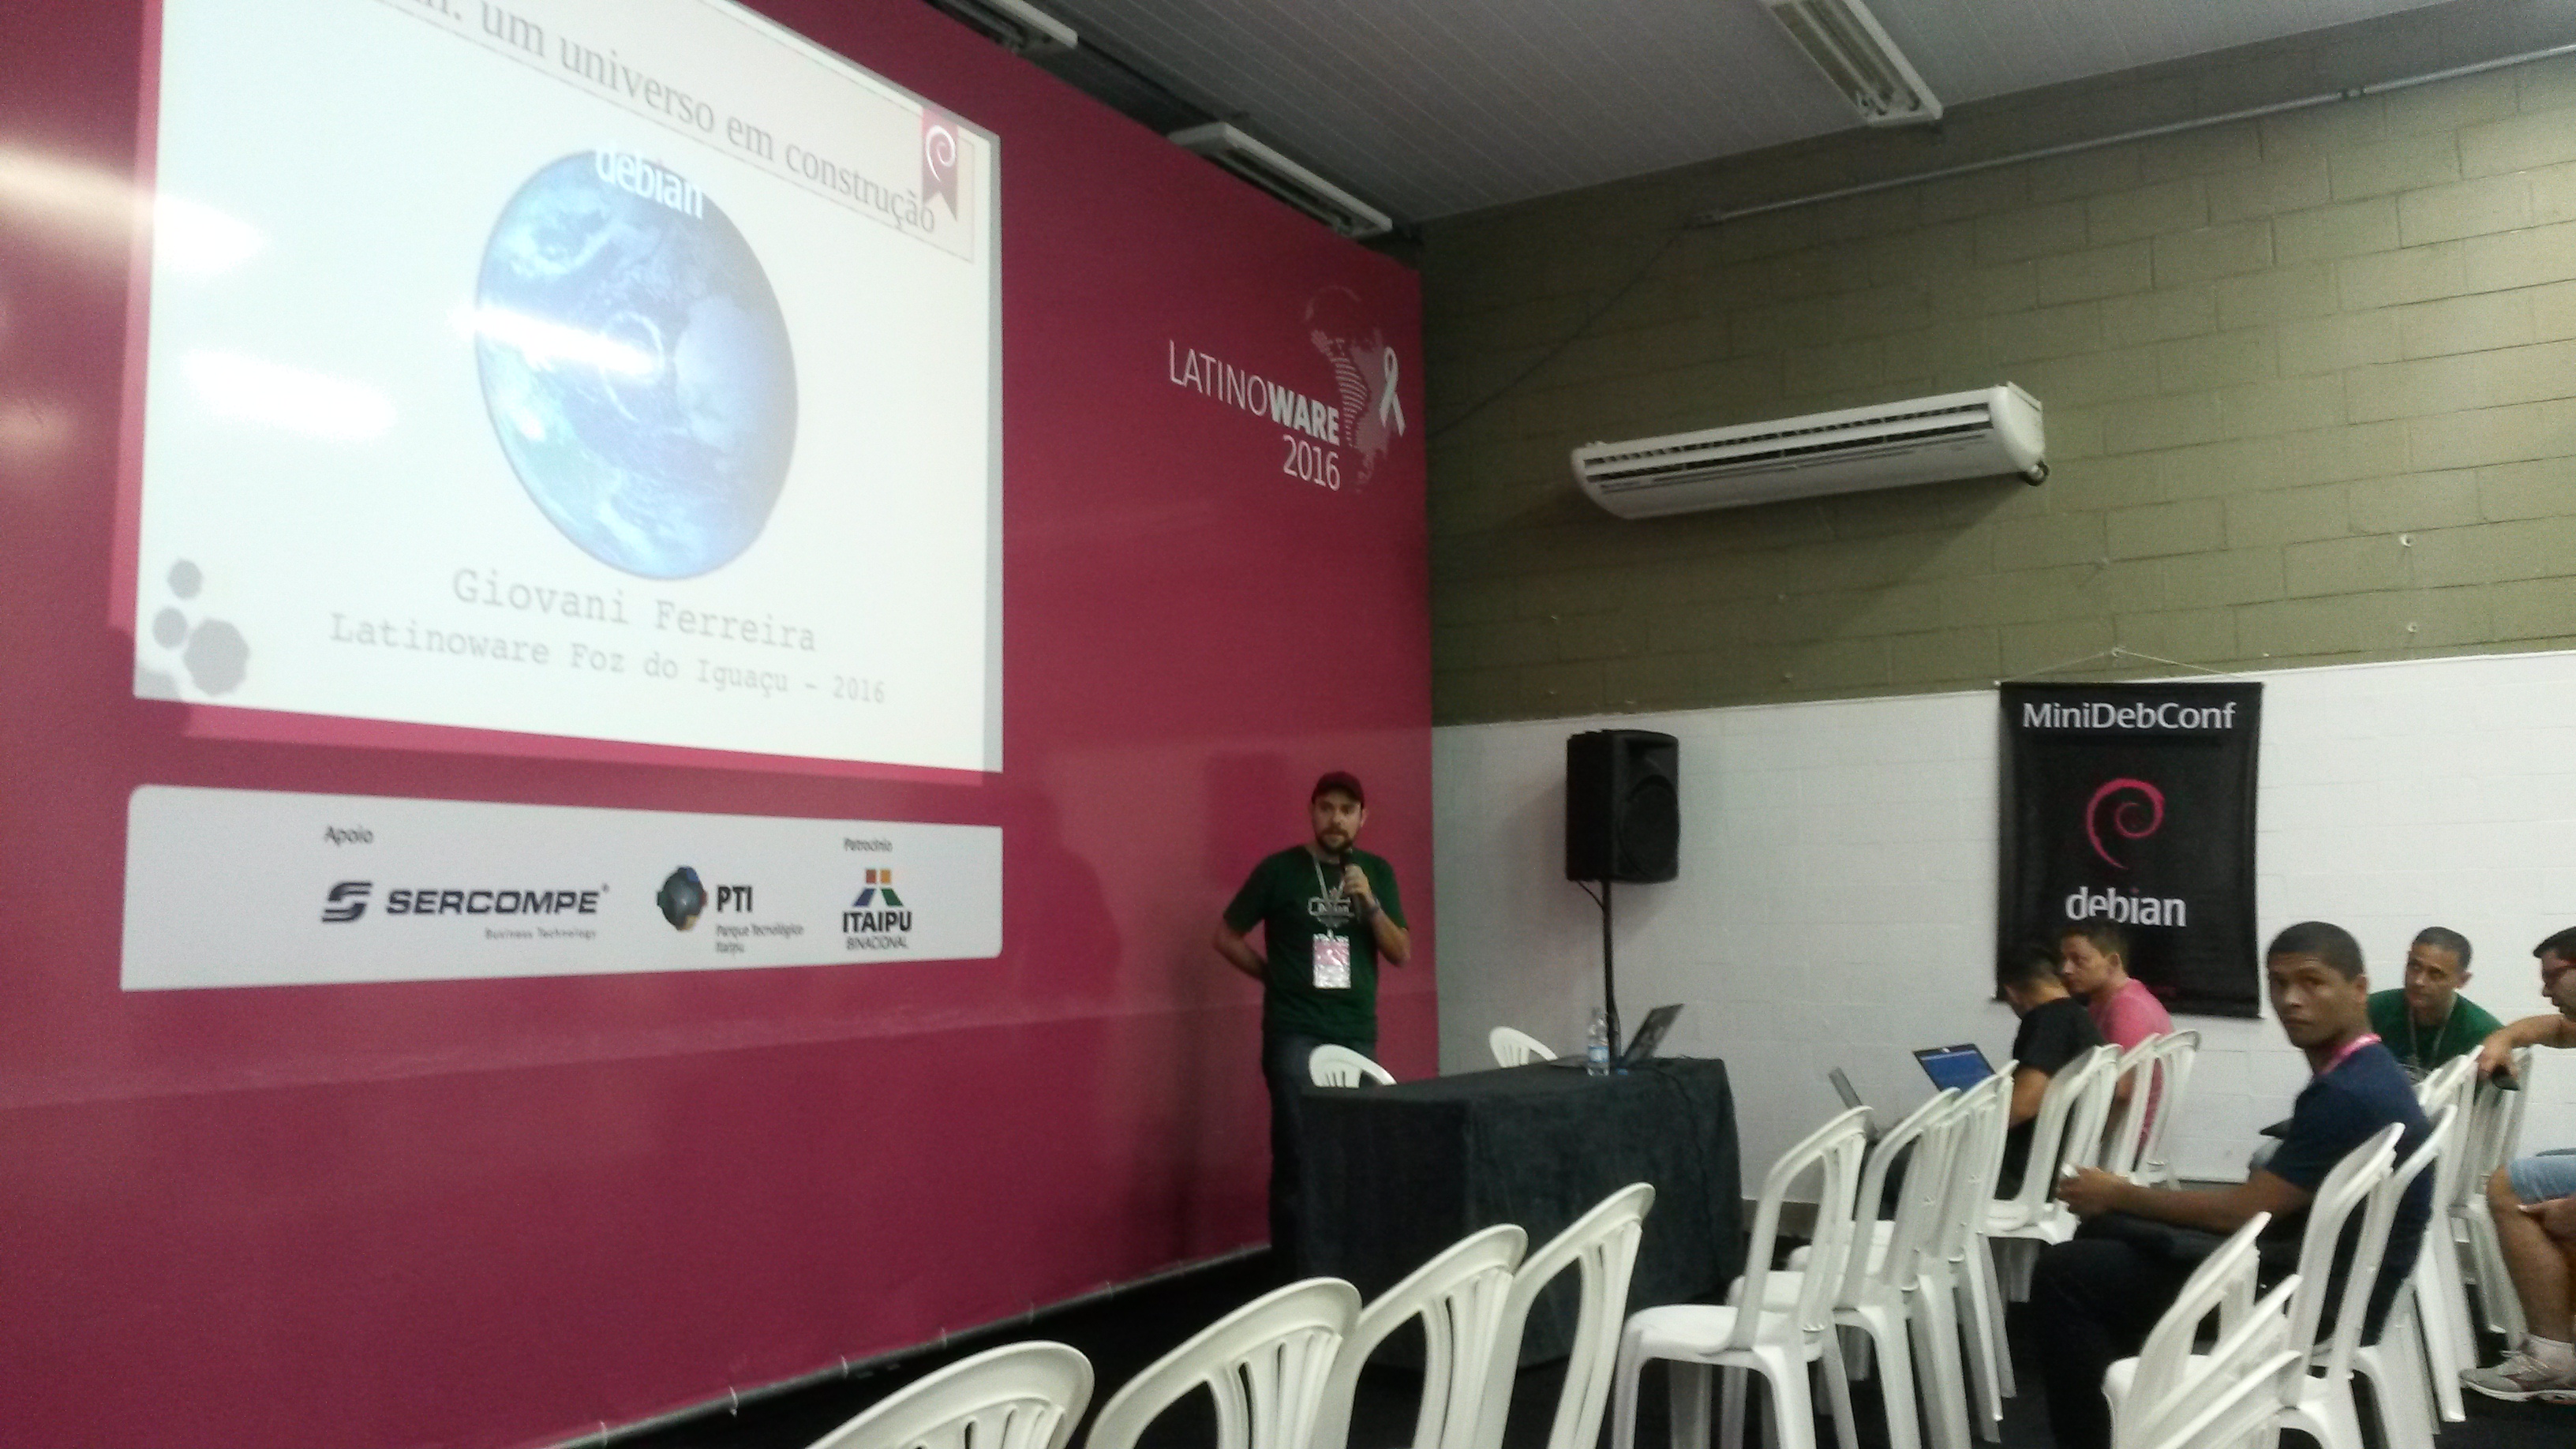 um universo em construção
debian
Giovani Ferreira
Latinoware Foz do Iguaçu - 2016
LATINOWARE
2016
Apoio
Patrocínio
SERCOMPE
Business Technology
PTI
Parque Tecnológico
Itaipu
ITAIPU
BINACIONAL
MiniDebConf
debian